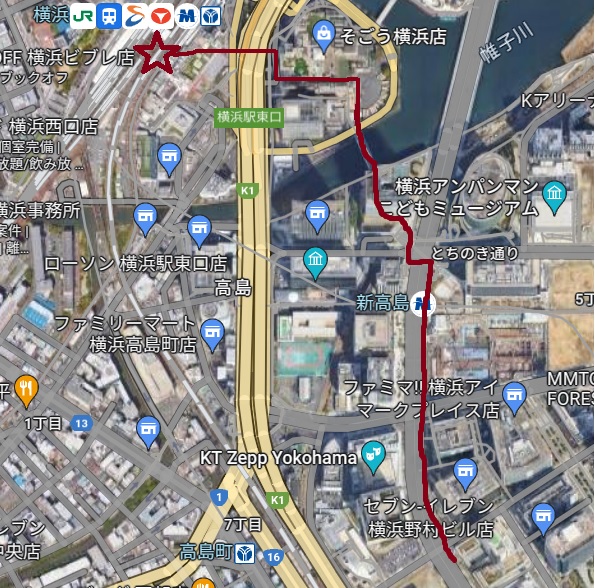 横浜 JR
そごう横浜店
帷子川
OFF 横浜ビブレ店
ブックオフ
Kアリーナ
横浜駅東口
横浜西口店
個室完備 |
放題/飲み放 ...
K1
横浜アンパンマン
こどもミュージアム
横浜事務所
案件 |
| 離...
とちのき通り
ローソン 横浜駅東口店
高島
新高島
5丁
ファミリーマート
横浜高島町店
ファミマ!! 横浜アイ
マークプレイス店
MMTC
FORES
平
1丁目
13
KT Zepp Yokohama
1
K1
セブン-イレブン
横浜野村ビル店
7丁目
レブン
中央店
高島町
16